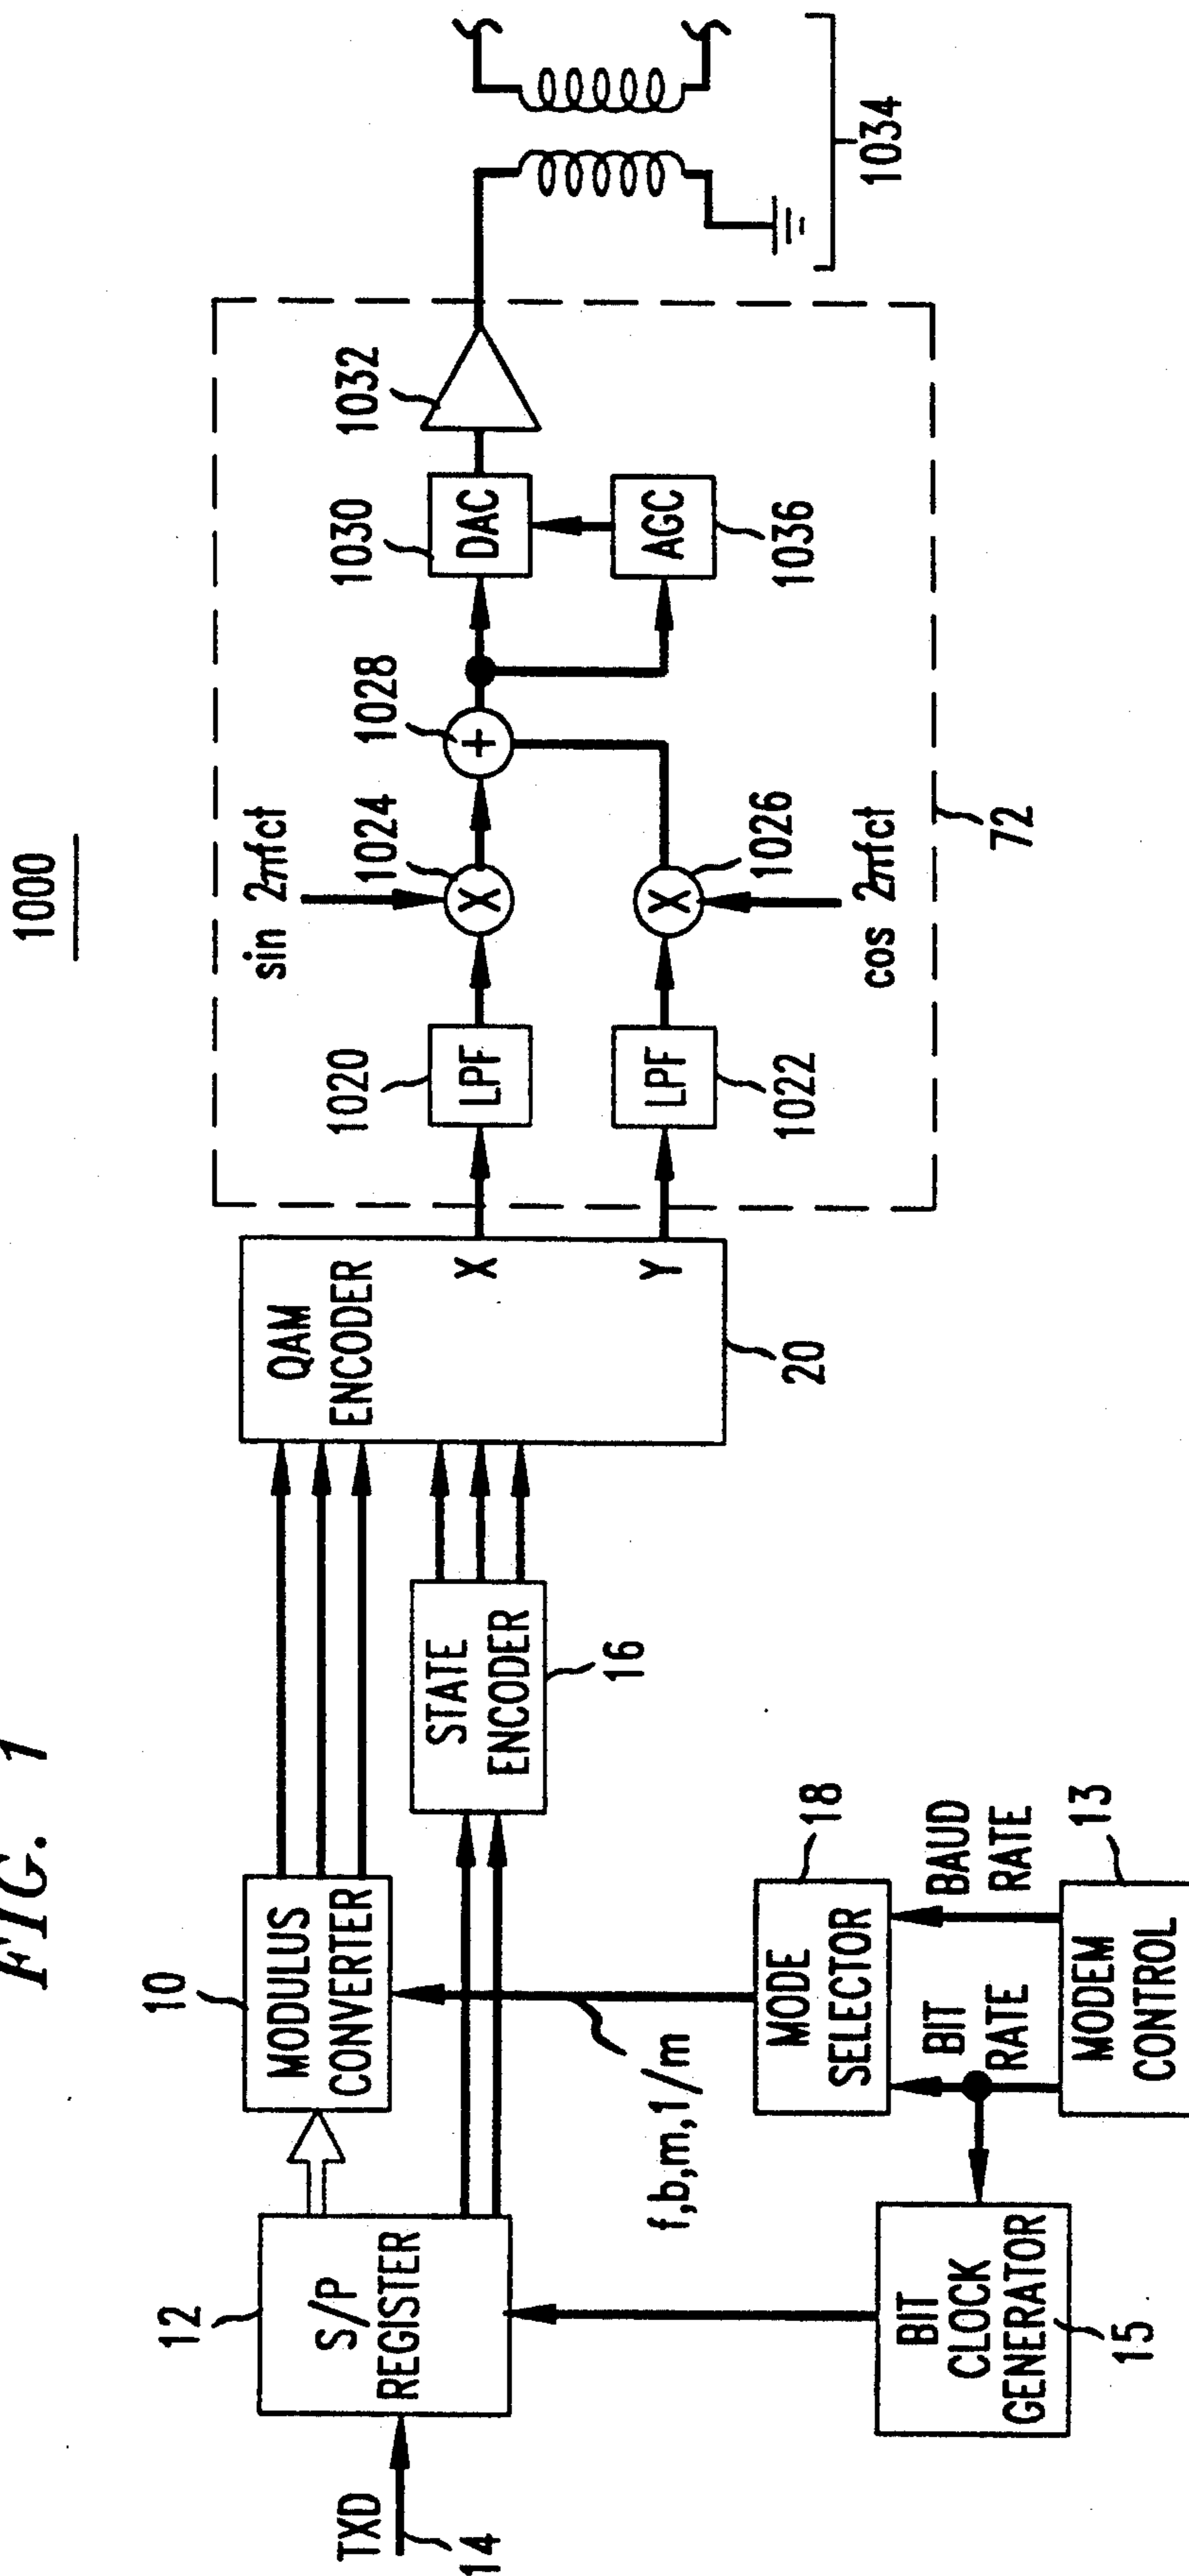 FIG. 1
1000
TXD
14
12
S/P
REGISTER
10
MODULUS
CONVERTER
STATE
ENCODER
16
QAM
ENCODER
X
Y
20
f,b,m,1/m
BIT
CLOCK
GENERATOR
15
18
MODE
SELECTOR
BIT
RATE
BAUD
RATE
13
MODEM
CONTROL
1020
LPF
LPF
1022
sin 2πfct
1024
X
X
1026
cos 2πfct
1028
+
1030
DAC
AGC
1036
1032
72
1034